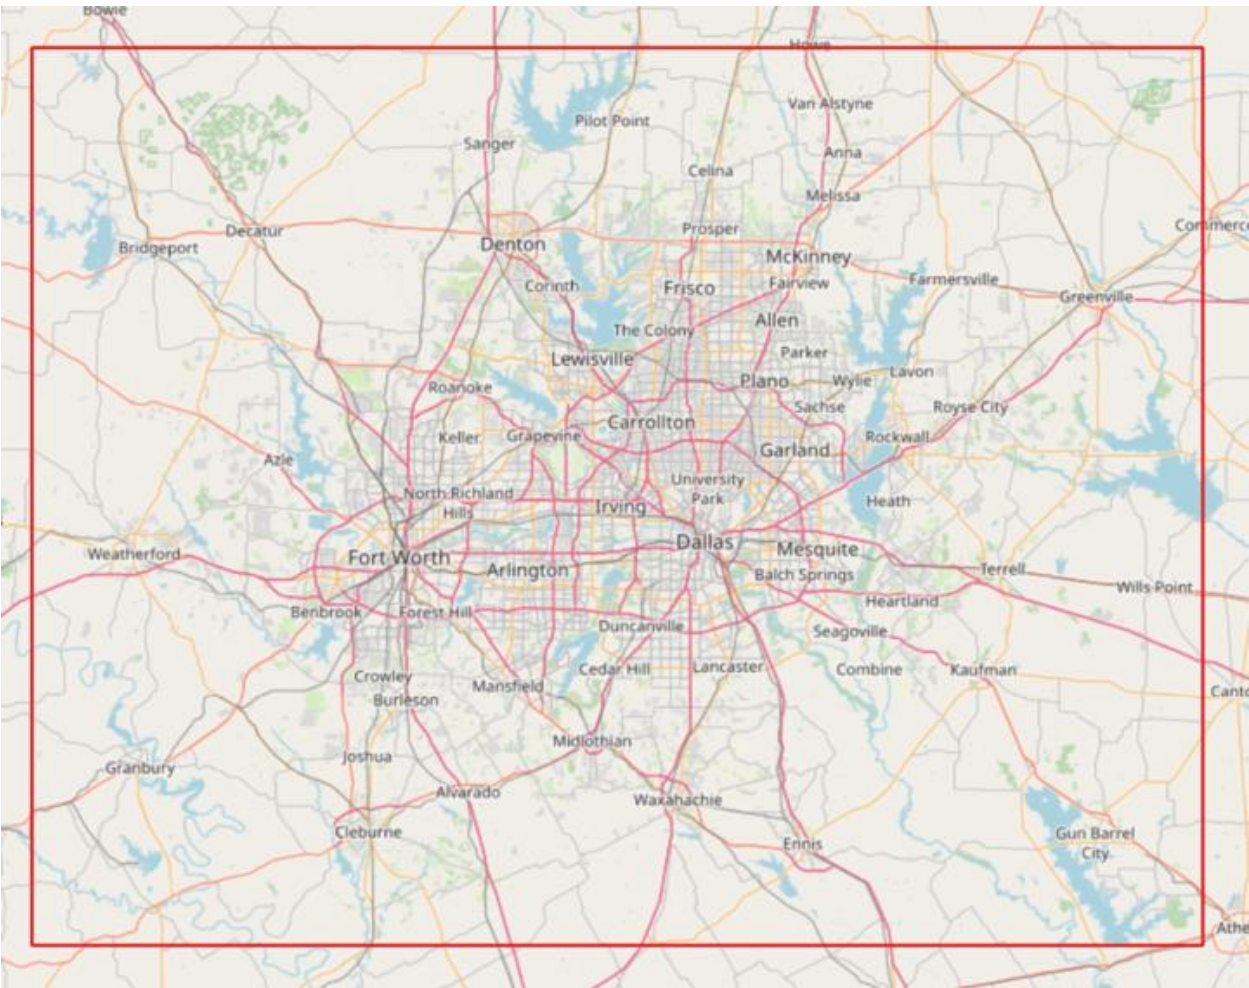 Bowie
Howe
Van Alstyne
Pilot Point
Sanger
Anna
Celina
Melissa
Commerc
Prosper
Decatur
Bridgeport
Denton
McKinney
Farmersville
Fairview
Corinth
Frisco
Greenville
Allen
The Colony
Parker
Lewisville
Lavon
Plano
Wylie
Roanoke
Sachse
Royse City
Carrollton
Grapevine
Keller
Rockwall
Garland
Azle
University
Park
North Richland
Hills
Heath
Irving
Dallas
Mesquite
Weatherford
Fort Worth
Arlington
Balch Springs
Terrell
Wills Point
Heartland
Benbrook
Forest Hill
Duncanville
Seagoville
Cedar Hill
Lancaster
Combine
Kaufman
Crowley
Mansfield
Canto
Burleson
Midlothian
Joshua
Granbury
Alvarado
Waxahachie
Cleburne
Gun Barrel
City
Ennis
Athe